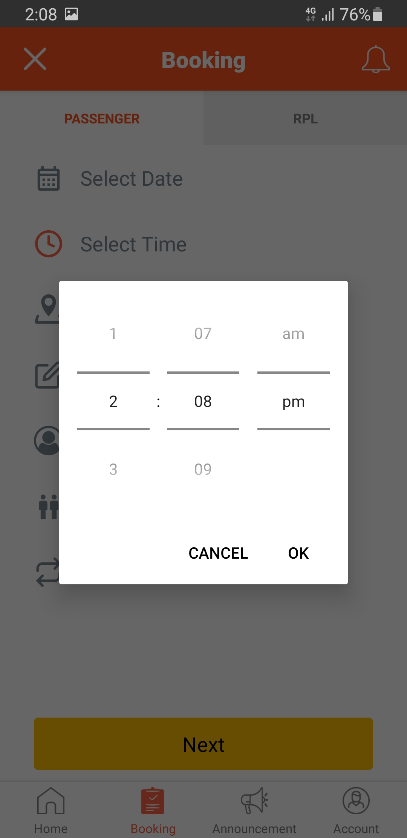 2:08 4G 76%
Booking
PASSENGER RPL
Select Date
Select Time
1 07 am
2 : 08 pm
3 09
CANCEL OK
Next
Home Booking Announcement Account